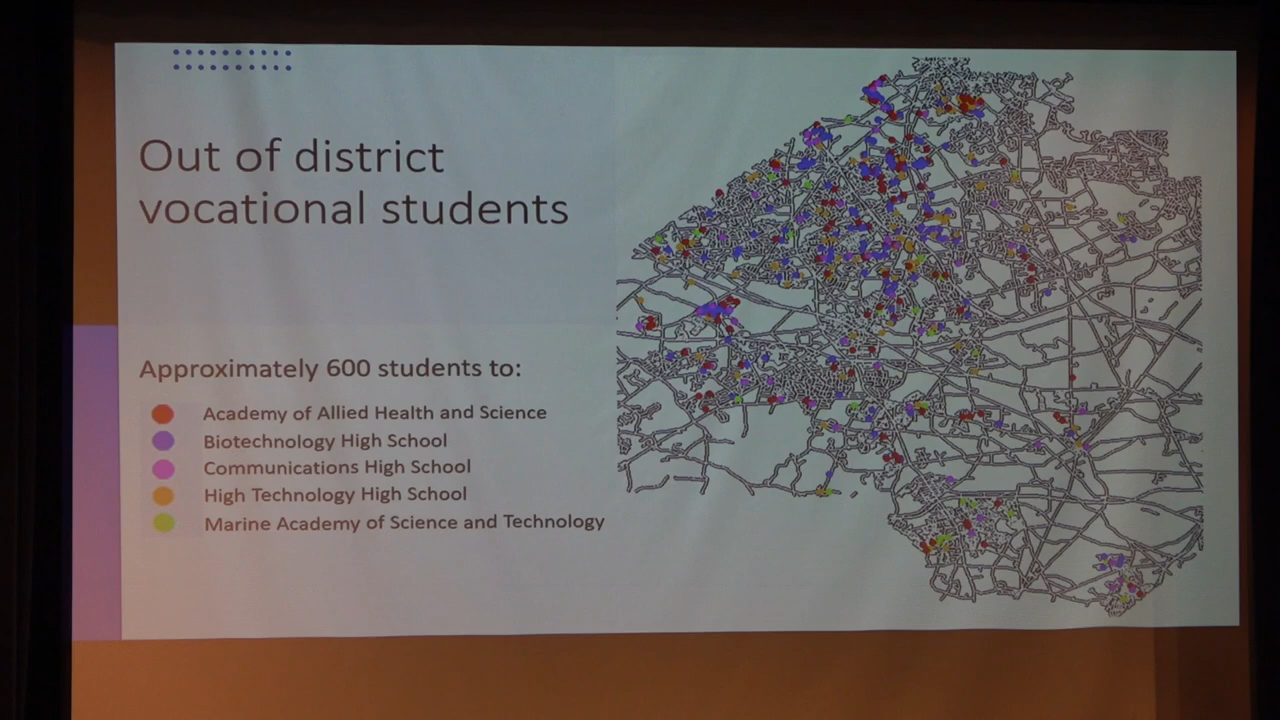 Out of district
vocational students
Approximately 600 students to:
Academy of Allied Health and Science
Biotechnology High School
Communications High School
High Technology High School
Marine Academy of Science and Technology